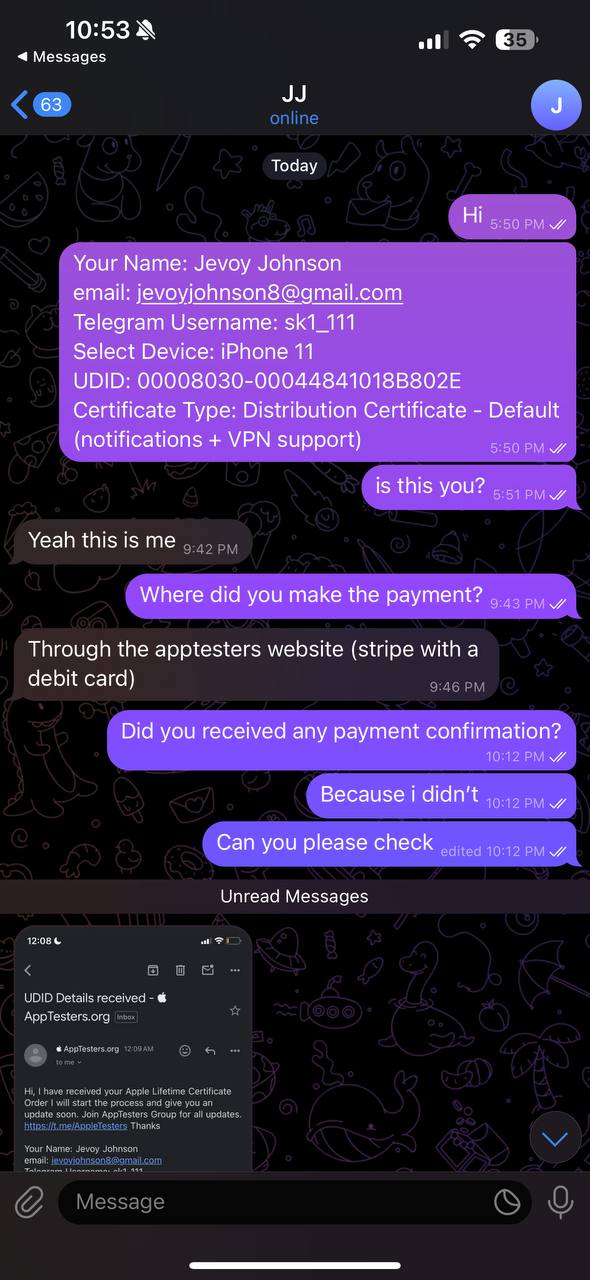 10:53
35
Messages
63
JJ
online
J
Today
Hi 5:50 PM
Your Name: Jevoy Johnson
email: jevoyjohnson8@gmail.com
Telegram Username: sk1_111
Select Device: iPhone 11
UDID: 00008030-00044841018B802E
Certificate Type: Distribution Certificate - Default
(notifications + VPN support)
5:50 PM
is this you? 5:51 PM
Yeah this is me 9:42 PM
Where did you make the payment? 9:43 PM
Through the apptesters website (stripe with a
debit card)
9:46 PM
Did you received any payment confirmation?
10:12 PM
Because i didn't 10:12 PM
Can you please check edited 10:12 PM
Unread Messages
12:08
UDID Details received -
AppTesters.org Inbox
AppTesters.org 12:09 AM
to me
Hi, I have received your Apple Lifetime Certificate
Order I will start the process and give you an
update soon. Join AppTesters Group for all updates.
https://t.me/AppleTesters Thanks
Your Name: Jevoy Johnson
email: jevoyjohnson8@gmail.com
Telegram Username: sk1_111
Message